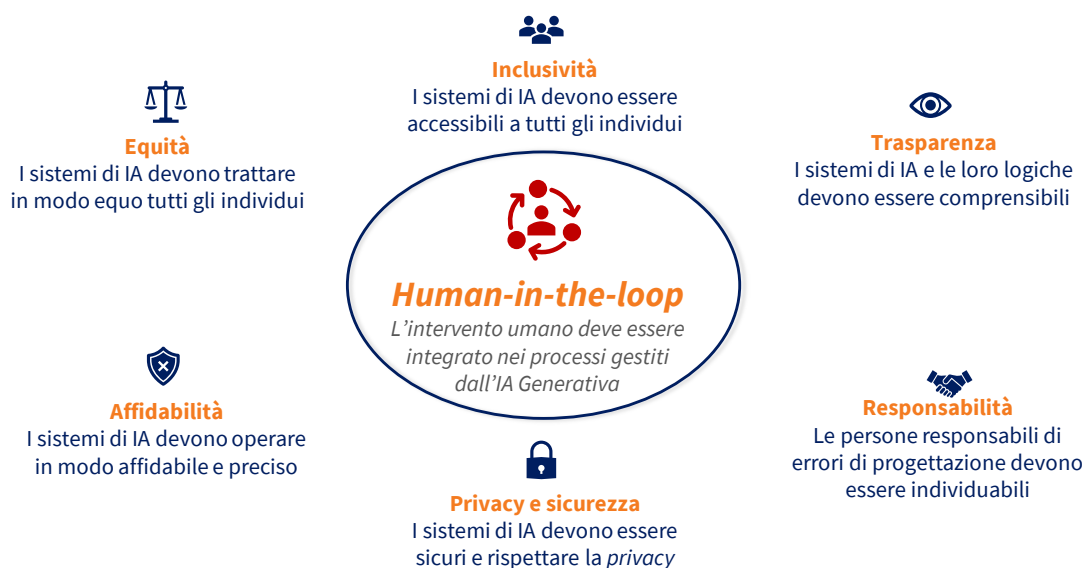 Inclusività
I sistemi di IA devono essere
accessibili a tutti gli individui
Equità
I sistemi di IA devono trattare
in modo equo tutti gli individui
Trasparenza
I sistemi di IA e le loro logiche
devono essere comprensibili
Human-in-the-loop
L’intervento umano deve essere
integrato nei processi gestiti
dall’IA Generativa
Affidabilità
I sistemi di IA devono operare
in modo affidabile e preciso
Responsabilità
Le persone responsabili di
errori di progettazione devono
essere individuabili
Privacy e sicurezza
I sistemi di IA devono essere
sicuri e rispettare la privacy